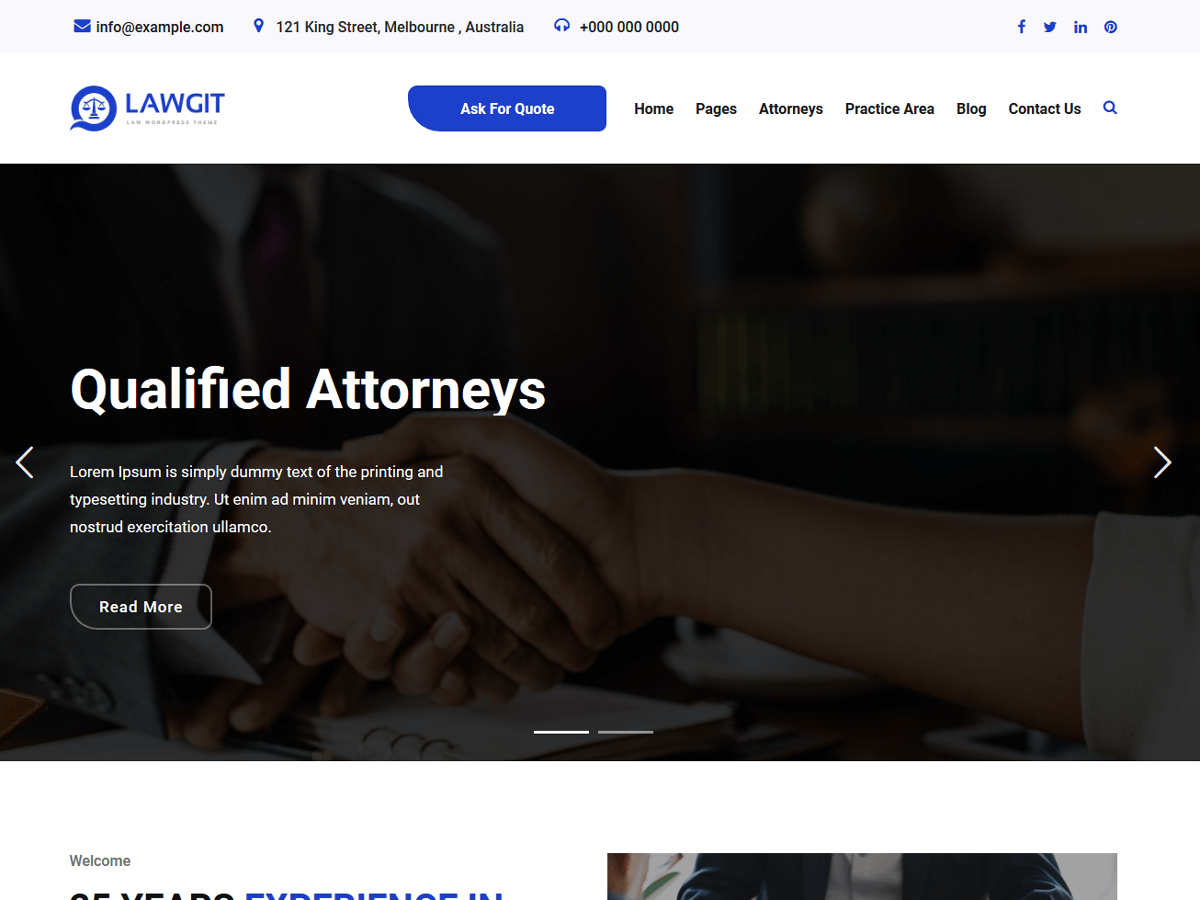 info@example.com
121 King Street, Melbourne , Australia
+000 000 0000
LAWGIT
LAW WORDPRESS THEME
Ask For Quote
Home
Pages
Attorneys
Practice Area
Blog
Contact Us
Qualified Attorneys
Lorem Ipsum is simply dummy text of the printing and
typesetting industry. Ut enim ad minim veniam, out
nostrud exercitation ullamco.
Read More
Welcome
25 YEARS EXPERIENCE IN